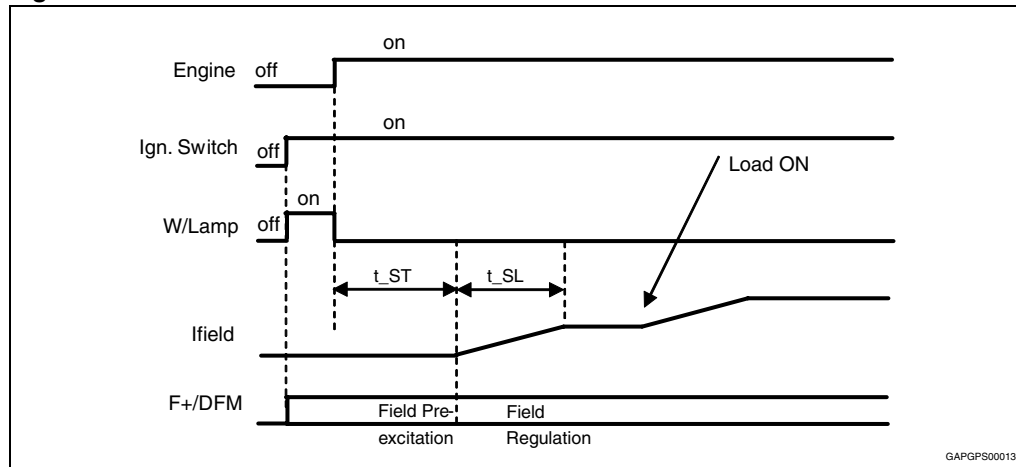 on
Engine off
on
Ign. Switch off
Load ON
on
W/Lamp off
t_ST t_SL
Ifield
F+/DFM
Field Pre- Field
excitation Regulation
GAPGPS00013